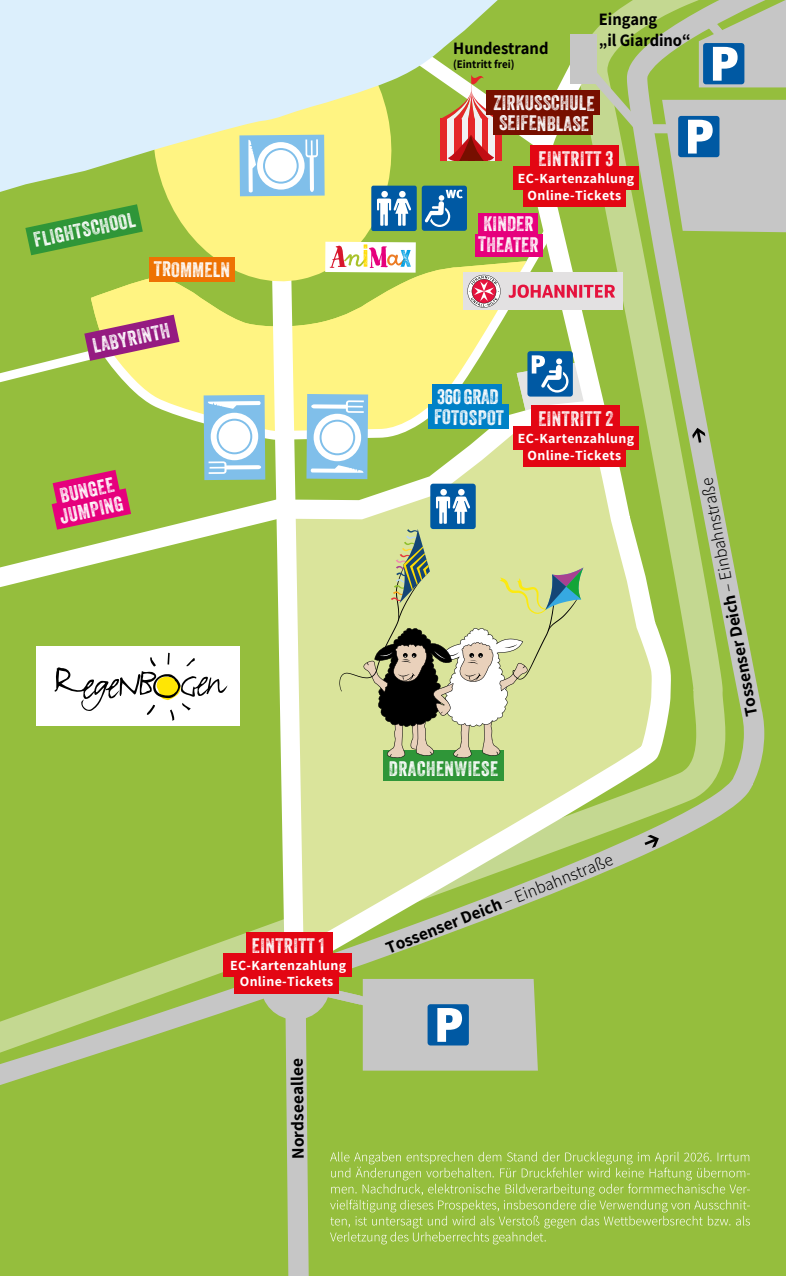 Eingang
„il Giardino“
Hundestrand
(Eintritt frei)
P
ZIRKUSSCHULE
SEIFENBLASE
P
EINTRITT 3
EC-Kartenzahlung
Online-Tickets
WC
FLIGHTSCHOOL
KINDER
THEATER
AniMax
TROMMELN
JOHANNITER
LABYRINTH
P
360 GRAD
FOTOSPOT
EINTRITT 2
EC-Kartenzahlung
Online-Tickets
BUNGEE
JUMPING
Tossenser Deich – Einbahnstraße
RegenBogen
DRACHENWIESE
Tossenser Deich – Einbahnstraße
EINTRITT 1
EC-Kartenzahlung
Online-Tickets
P
Nordseeallee
Alle Angaben entsprechen dem Stand der Drucklegung im April 2026. Irrtum
und Änderungen vorbehalten. Für Druckfehler wird keine Haftung übernom-
men. Nachdruck, elektronische Bildverarbeitung oder formmechanische Ver-
vielfältigung dieses Prospektes, insbesondere die Verwendung von Ausschnit-
ten, ist untersagt und wird als Verstoß gegen das Wettbewerbsrecht bzw. als
Verletzung des Urheberrechts geahndet.